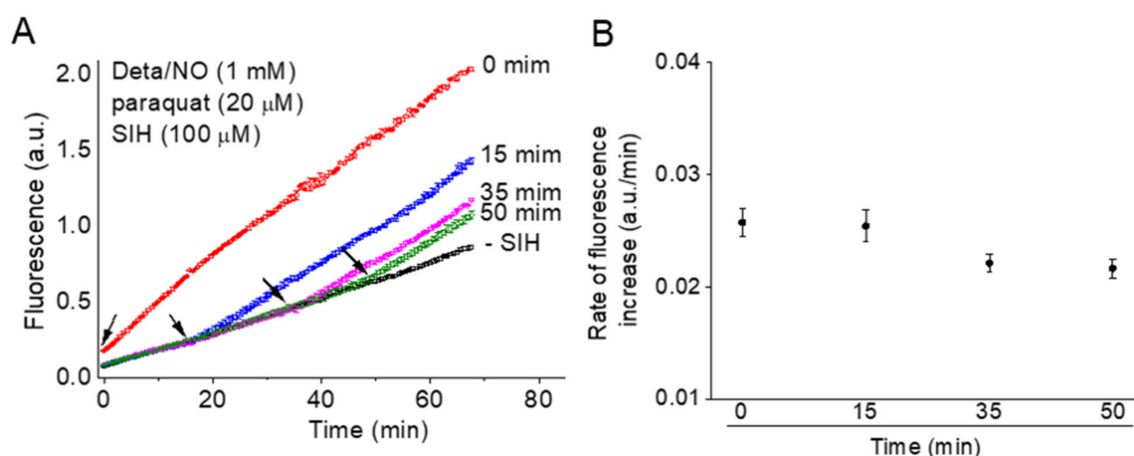 A
Deta/NO (1 mM)
paraquat (20 μM)
SIH (100 μM)
0 mim
15 mim
35 mim
50 mim
- SIH
Fluorescence (a.u.)
2.0
1.5
1.0
0.5
0.0
0 20 40 60 80
Time (min)
B
Rate of fluorescence
increase (a.u./min)
0.04
0.03
0.02
0.01
0 15 35 50
Time (min)